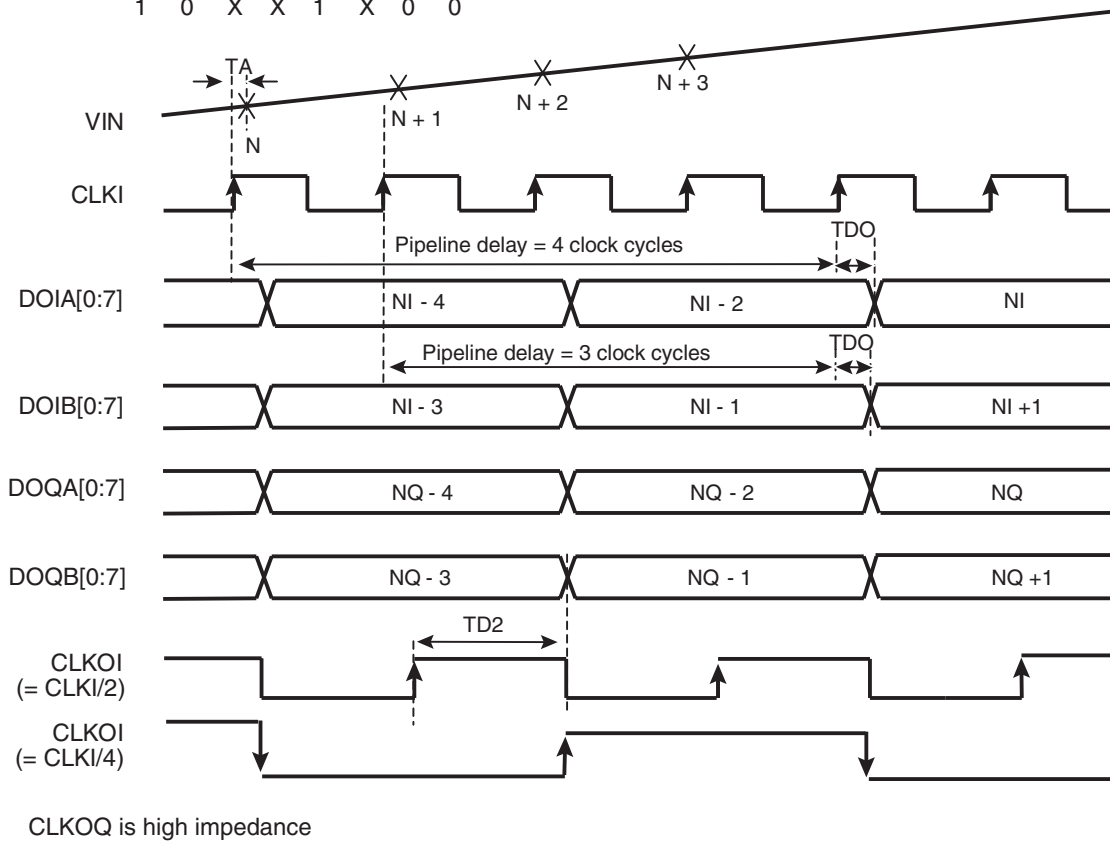 1 0 X X 1 X 0 0
TA
VIN
N
N + 1
N + 2
N + 3
CLKI
TDO
Pipeline delay = 4 clock cycles
DOIA[0:7]
NI - 4
NI - 2
NI
TDO
Pipeline delay = 3 clock cycles
DOIB[0:7]
NI - 3
NI - 1
NI +1
DOQA[0:7]
NQ - 4
NQ - 2
NQ
DOQB[0:7]
NQ - 3
NQ - 1
NQ +1
TD2
CLKOI
(= CLKI/2)
CLKOI
(= CLKI/4)
CLKOQ is high impedance